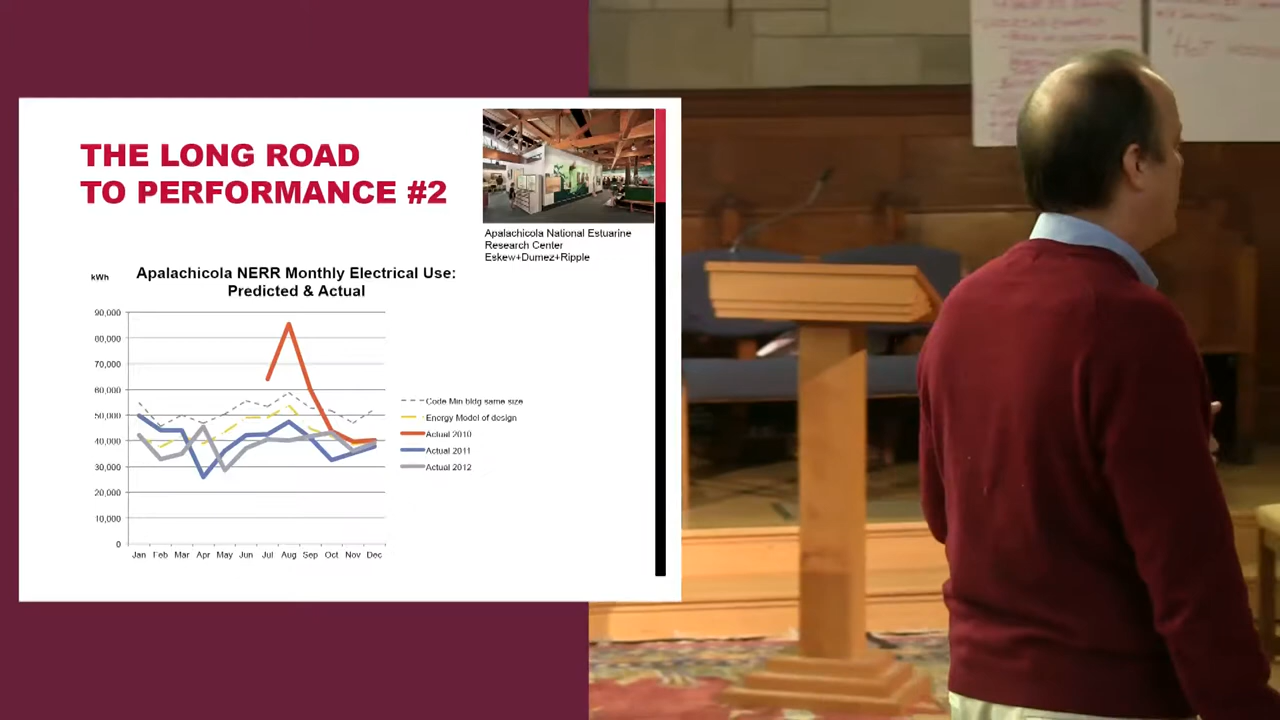 THE LONG ROAD
TO PERFORMANCE #2
Apalachicola National Estuarine
Research Center
Eskew+Dumez+Ripple
kWh
Apalachicola NERR Monthly Electrical Use:
Predicted & Actual
90,000
80,000
70,000
60,000
50,000
40,000
30,000
20,000
10,000
0
Jan Feb Mar Apr May Jun Jul Aug Sep Oct Nov Dec
Code Min bldg same size
Energy Model of design
Actual 2010
Actual 2011
Actual 2012